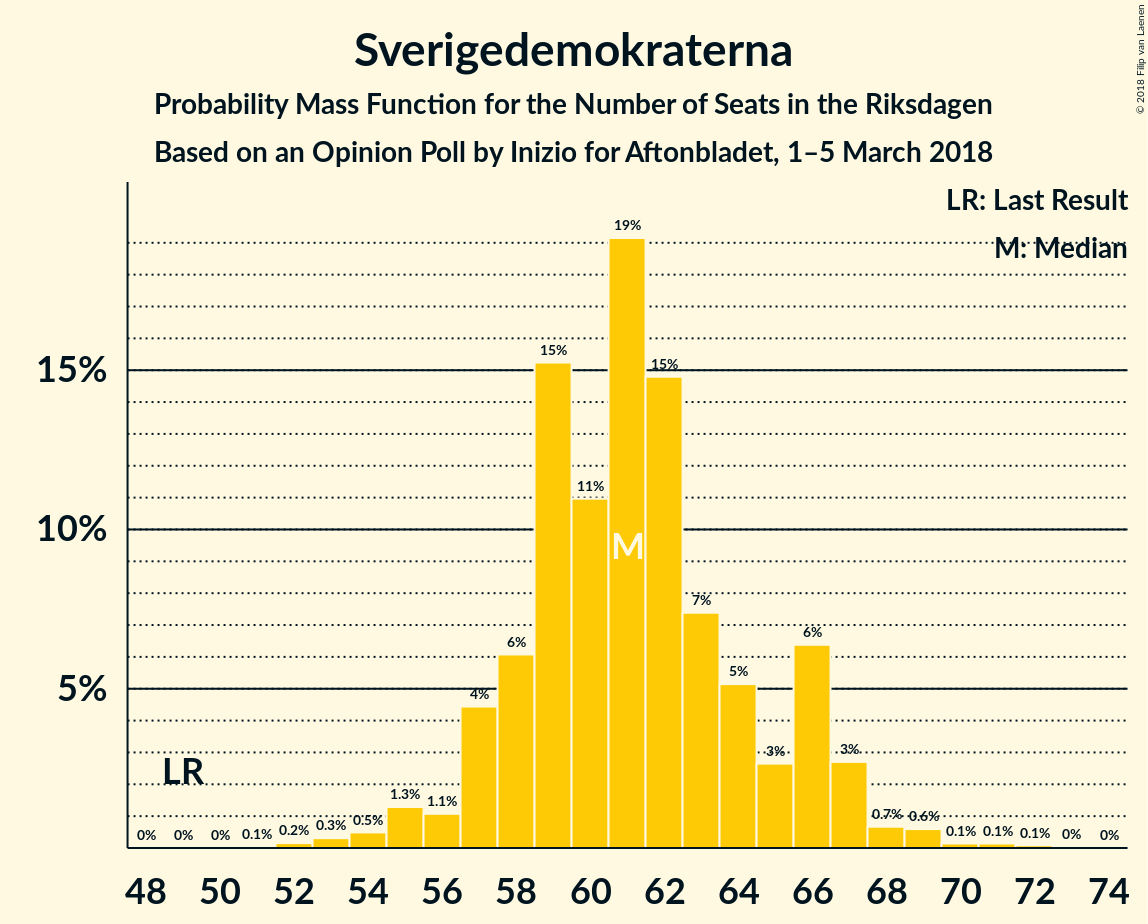 Sverigedemokraterna
Probability Mass Function for the Number of Seats in the Riksdagen
Based on an Opinion Poll by Inizio for Aftonbladet, 1–5 March 2018
© 2018 Filip van Laenen
LR: Last Result
M: Median
15%
10%
5%
0% 0% 0% 0.1% 0.2% 0.3% 0.5% 1.3% 1.1% 4% 6% 15% 11% 19% 15% 7% 5% 3% 6% 3% 0.7% 0.6% 0.1% 0.1% 0.1% 0% 0%
M
LR
48 50 52 54 56 58 60 62 64 66 68 70 72 74